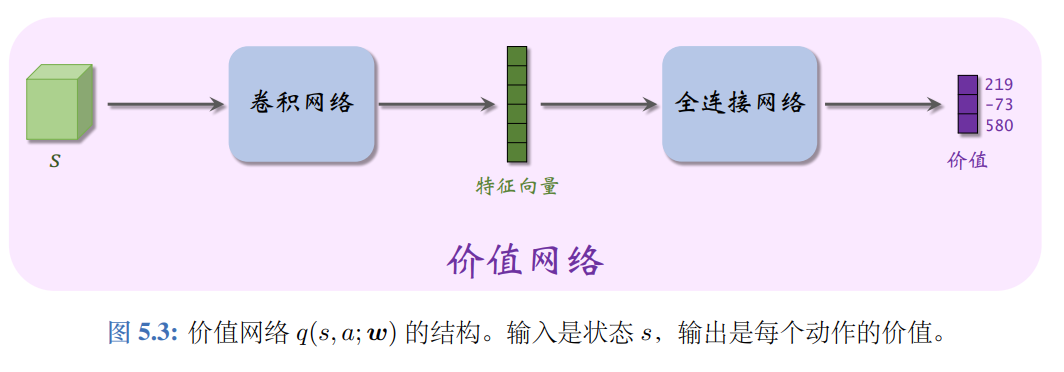 卷积网络
全连接网络
219
-73
580
s
特征向量
价值
价值网络
图 5.3: 价值网络 q(s, a; w) 的结构。输入是状态 s，输出是每个动作的价值。